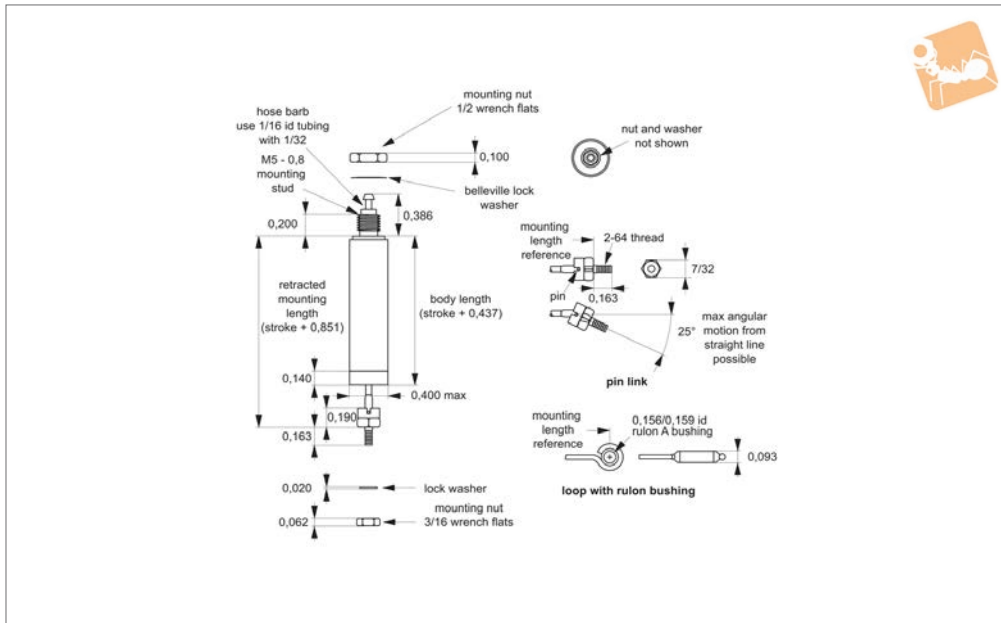 mounting nut
1/2 wrench flats
hose barb
use 1/16 id tubing
with 1/32
M5 - 0,8
mounting
stud
0,100
belleville lock
washer
0,200
0,386
retracted
mounting
length
(stroke + 0,851)
body length
(stroke + 0,437)
0,140
0,400 max
0,190
0,163
0,020
lock washer
0,062
mounting nut
3/16 wrench flats
nut and washer
not shown
mounting
length
reference
2-64 thread
7/32
pin
0,163
25°
max angular
motion from
straight line
possible
pin link
mounting
length
reference
0,156/0,159 id
rulon A bushing
0,093
loop with rulon bushing